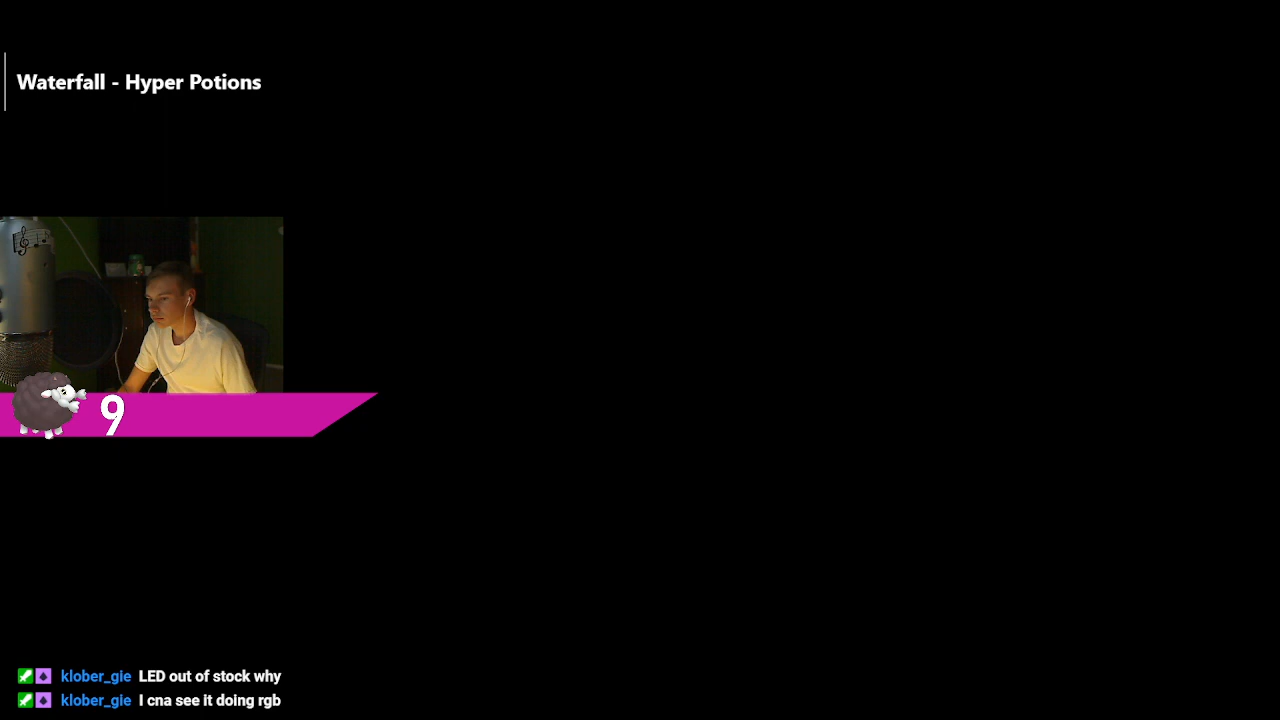 Waterfall - Hyper Potions
9
klober_gie LED out of stock why
klober_gie I cna see it doing rgb